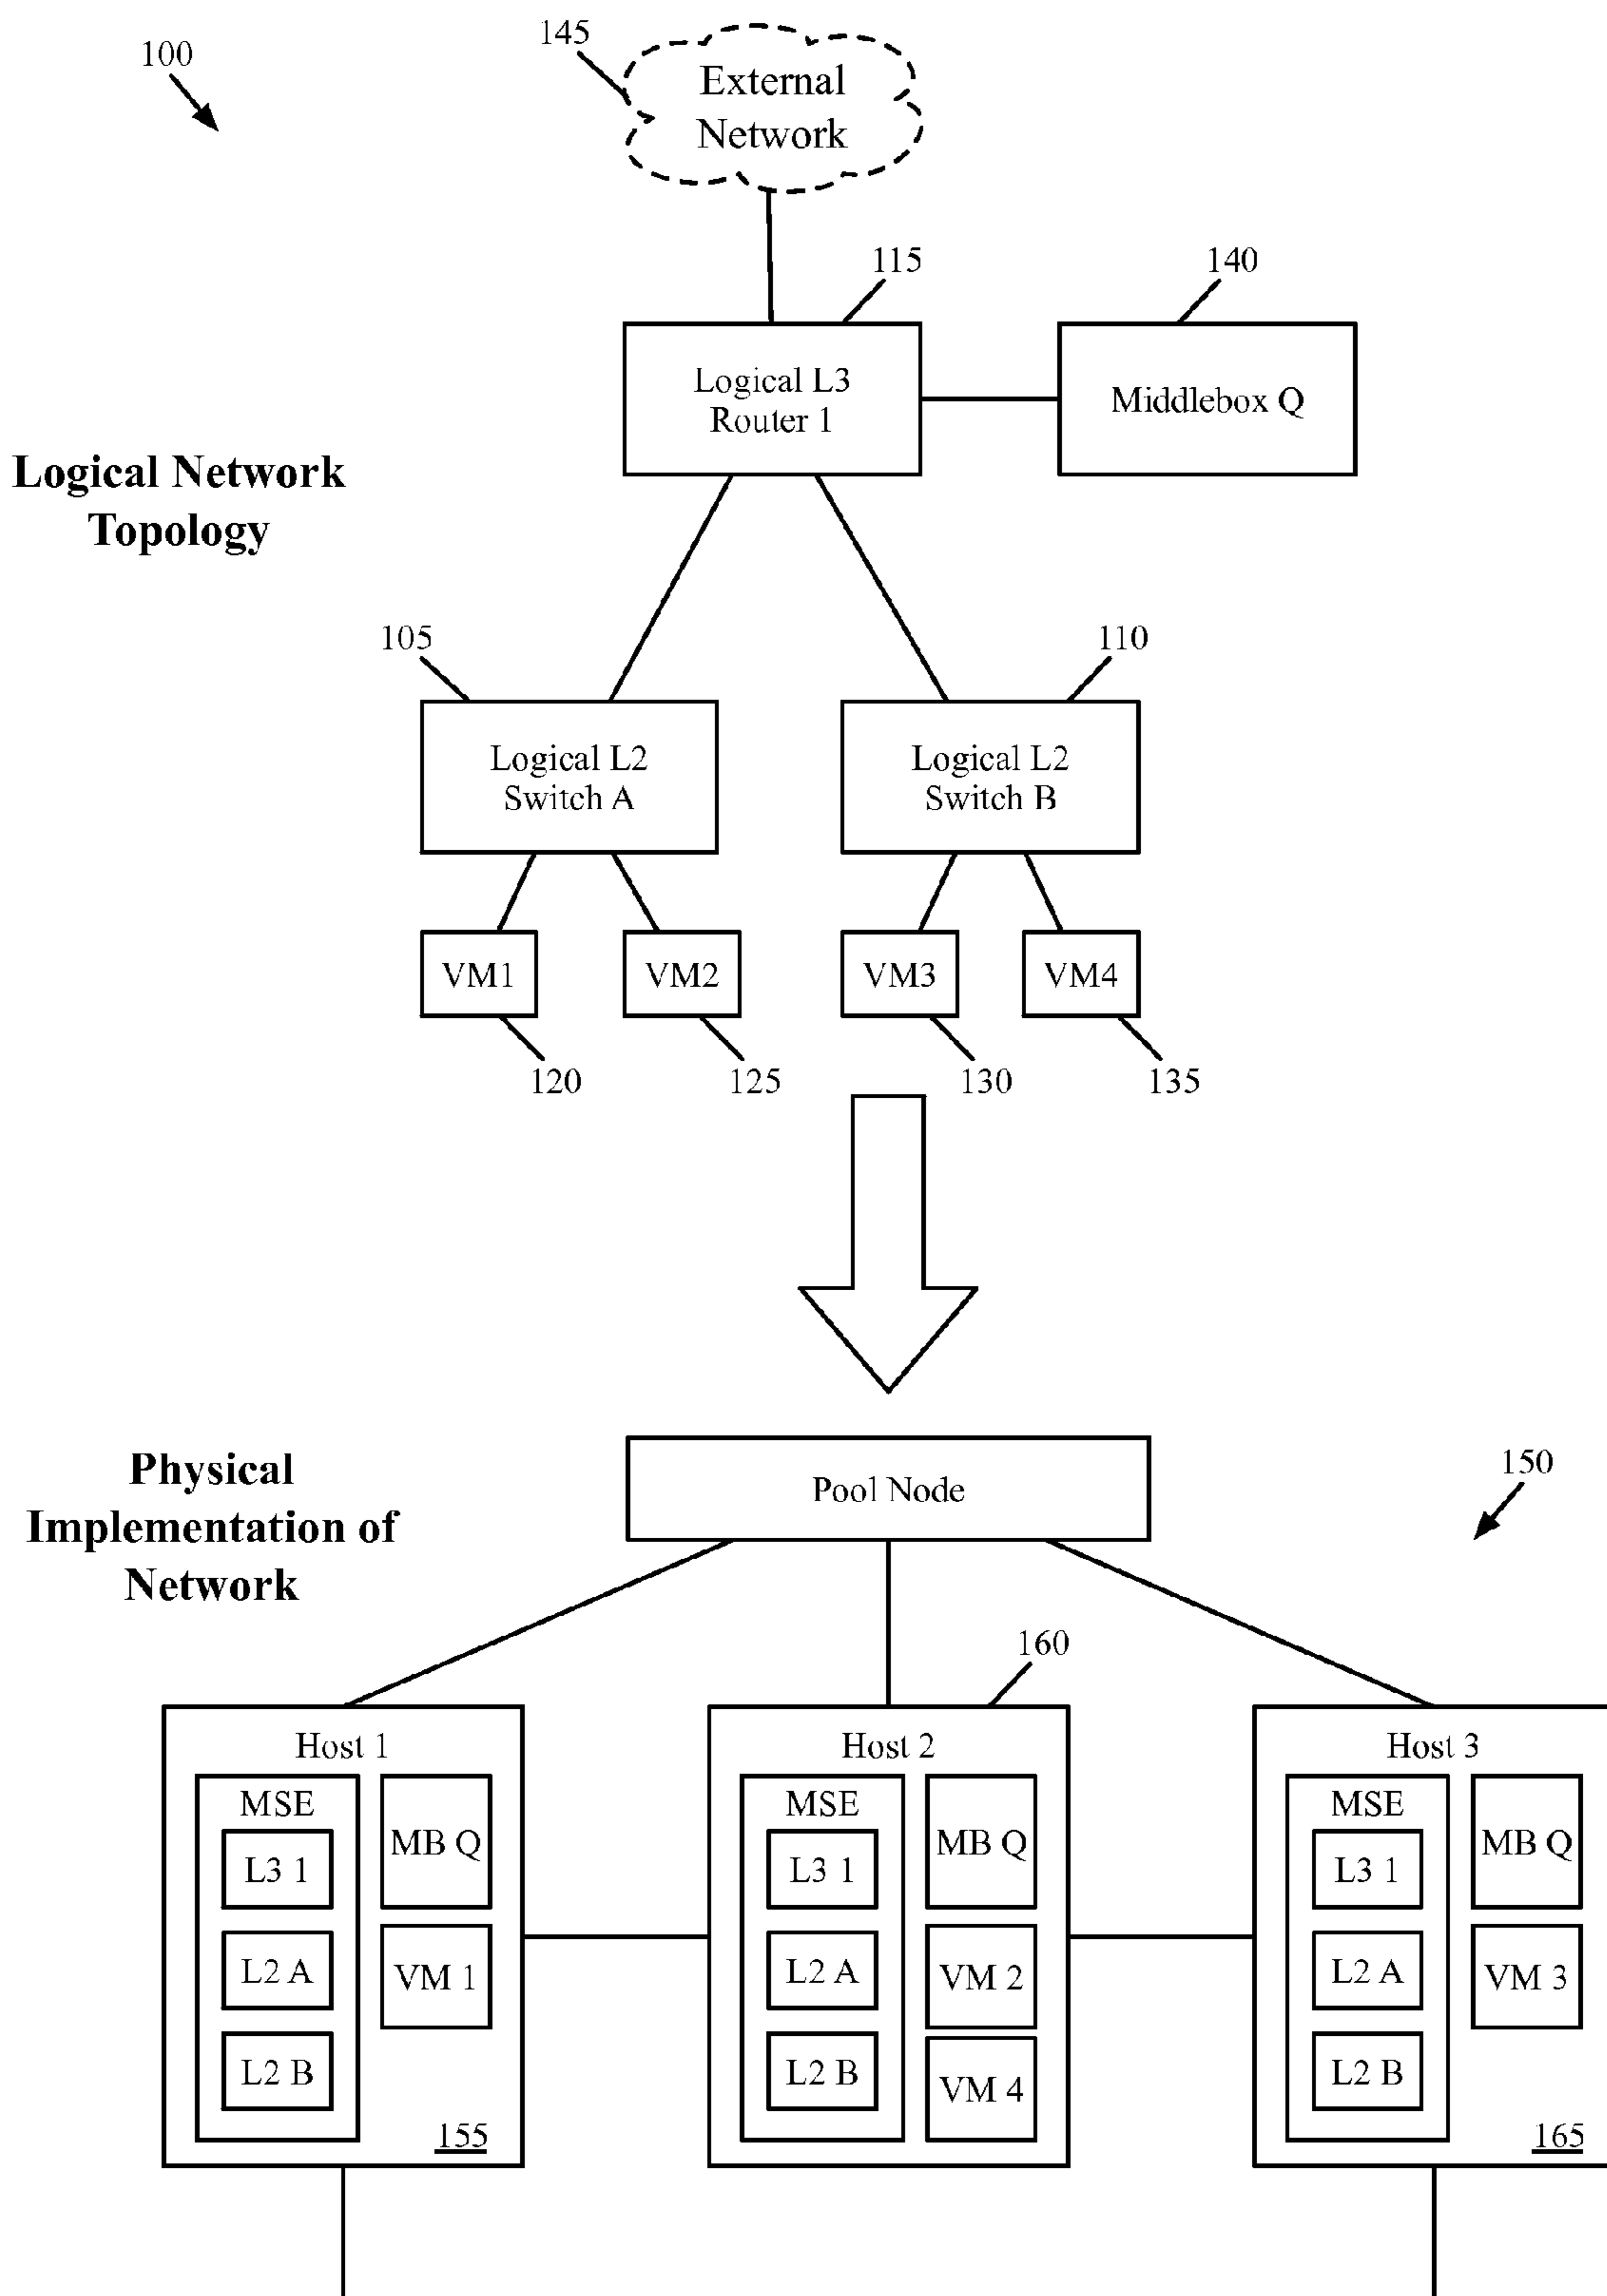 100
145
External
Network
115
140
Logical L3
Router 1
Middlebox Q
Logical Network
Topology
105
110
Logical L2
Switch A
Logical L2
Switch B
VM1
VM2
VM3
VM4
120
125
130
135
Physical
Implementation of
Network
Pool Node
150
160
Host 1
MSE
L3 1
L2 A
L2 B
MB Q
VM 1
155
Host 2
MSE
L3 1
L2 A
L2 B
MB Q
VM 2
VM 4
Host 3
MSE
L3 1
L2 A
L2 B
MB Q
VM 3
165